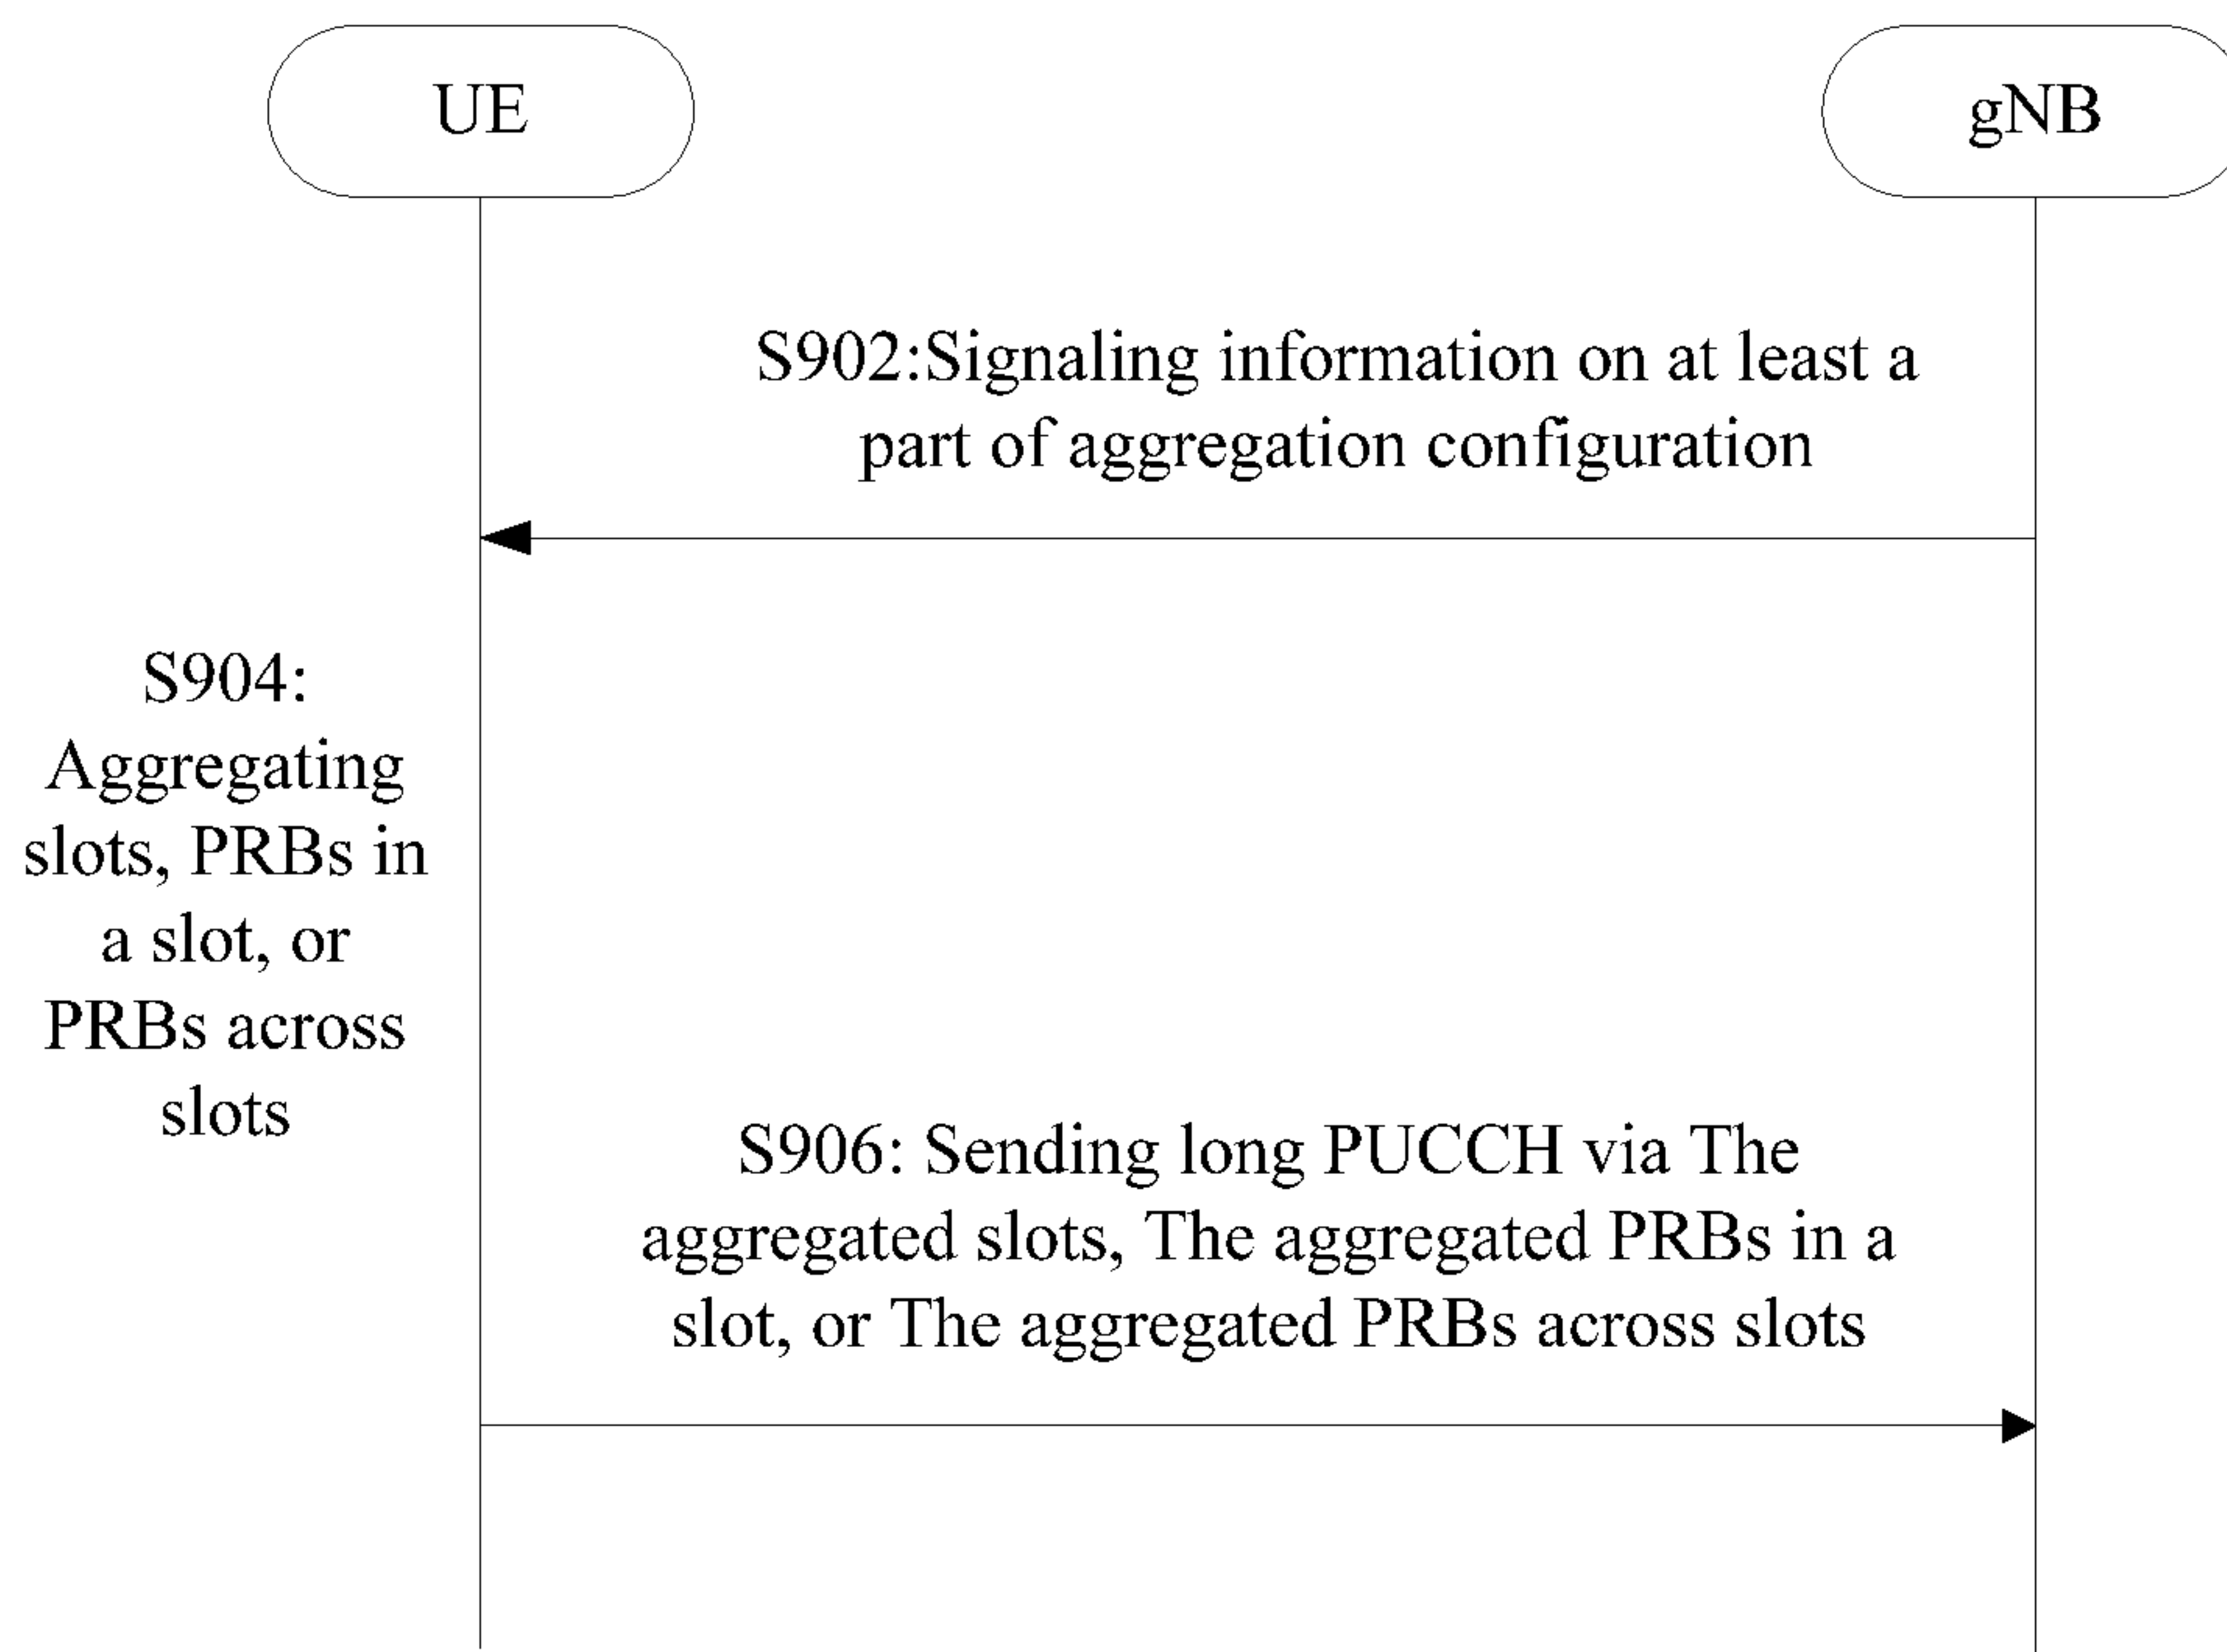 UE
gNB
S902:Signaling information on at least a
part of aggregation configuration
S904:
Aggregating
slots, PRBs in
a slot, or
PRBs across
slots
S906: Sending long PUCCH via The
aggregated slots, The aggregated PRBs in a
slot, or The aggregated PRBs across slots